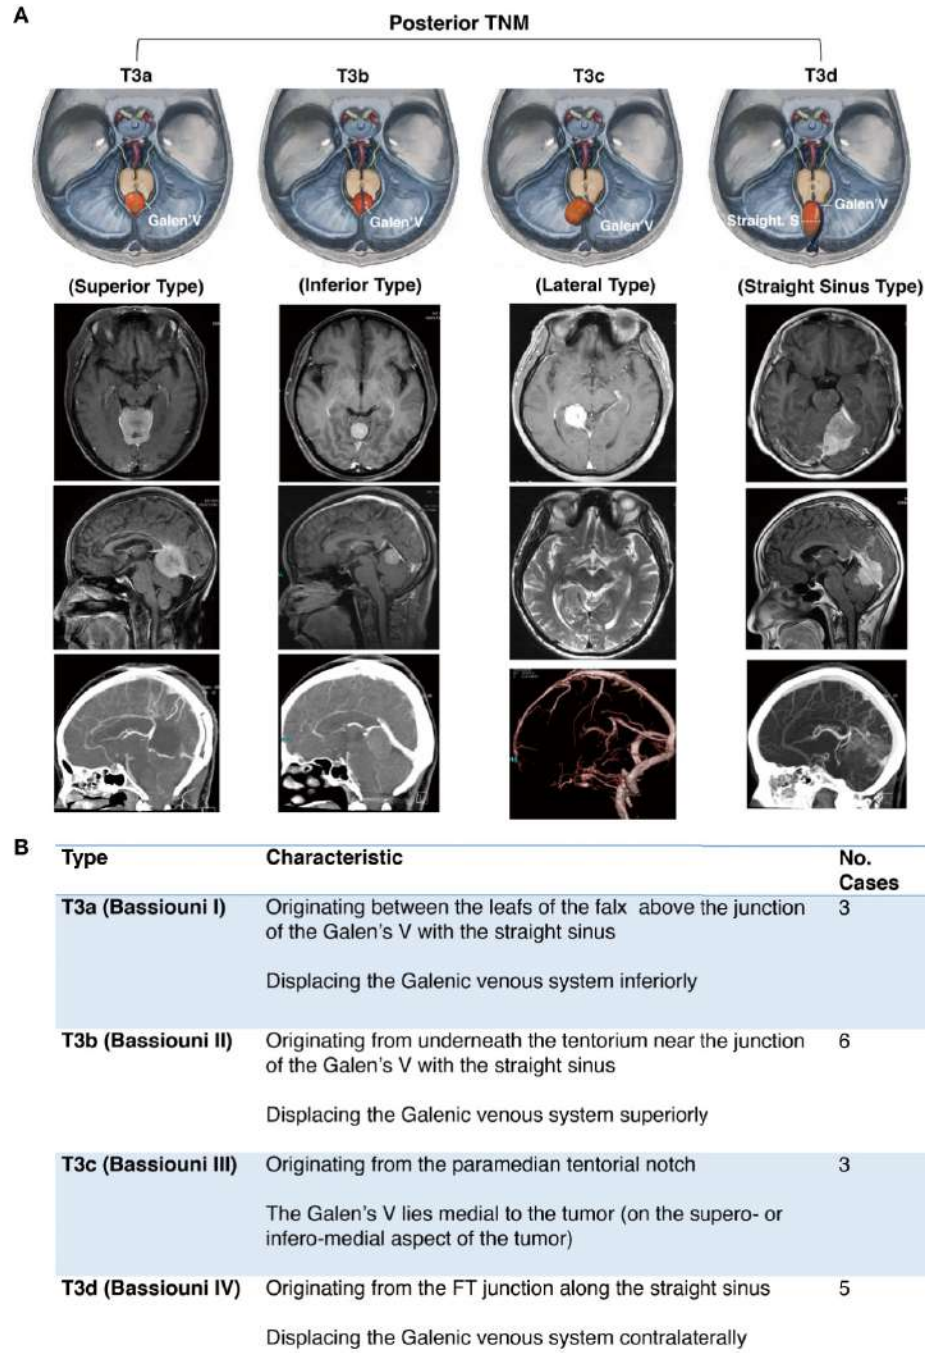 A
Posterior TNM
T3a T3b T3c T3d
Galen'V Galen'V Galen'V Galen'V
Straight. S
(Superior Type) (Inferior Type) (Lateral Type) (Straight Sinus Type)
B
Type Characteristic No. Cases
T3a (Bassiouni I) Originating between the leafs of the falx above the junction 3
of the Galen's V with the straight sinus
Displacing the Galenic venous system inferiorly
T3b (Bassiouni II) Originating from underneath the tentorium near the junction 6
of the Galen's V with the straight sinus
Displacing the Galenic venous system superiorly
T3c (Bassiouni III) Originating from the paramedian tentorial notch 3
The Galen's V lies medial to the tumor (on the supero- or
infero-medial aspect of the tumor)
T3d (Bassiouni IV) Originating from the FT junction along the straight sinus 5
Displacing the Galenic venous system contralaterally